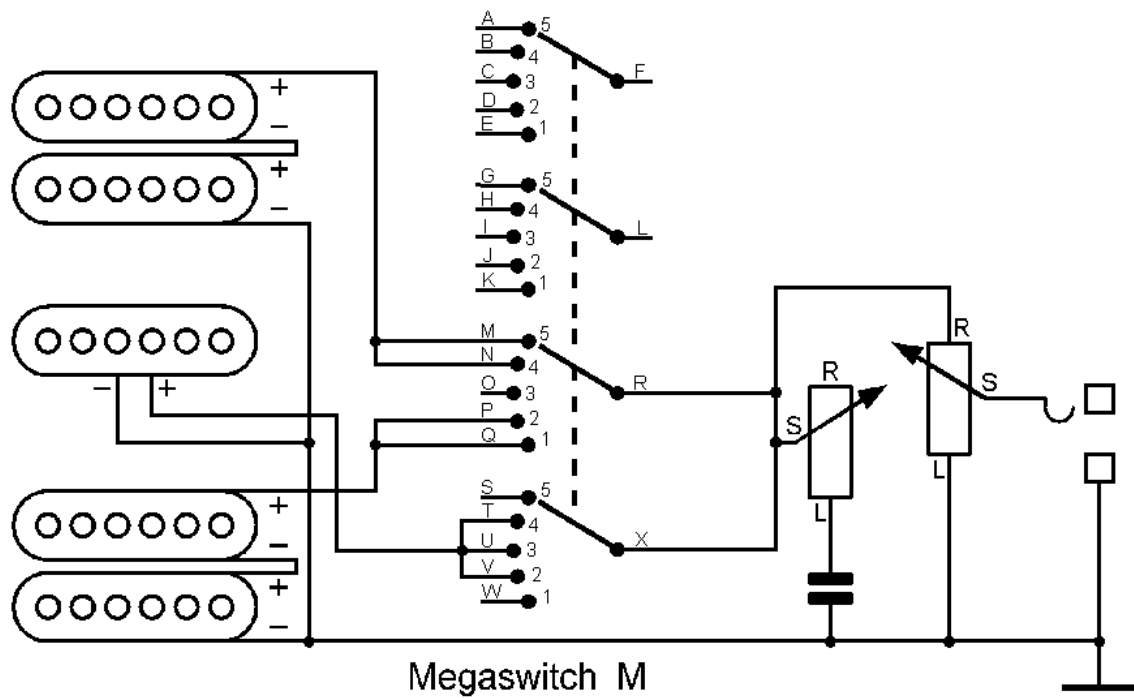 A 5
B 4
C 3 F
D 2
E 1
+
−
+
−
G 5
H 4
I 3 L
J 2
K 1
M 5
N 4
O 3 R
P 2
Q 1
− +
R
S
R
S
L
L
S 5
T 4
U 3 X
V 2
W 1
+
−
+
−
Megaswitch M